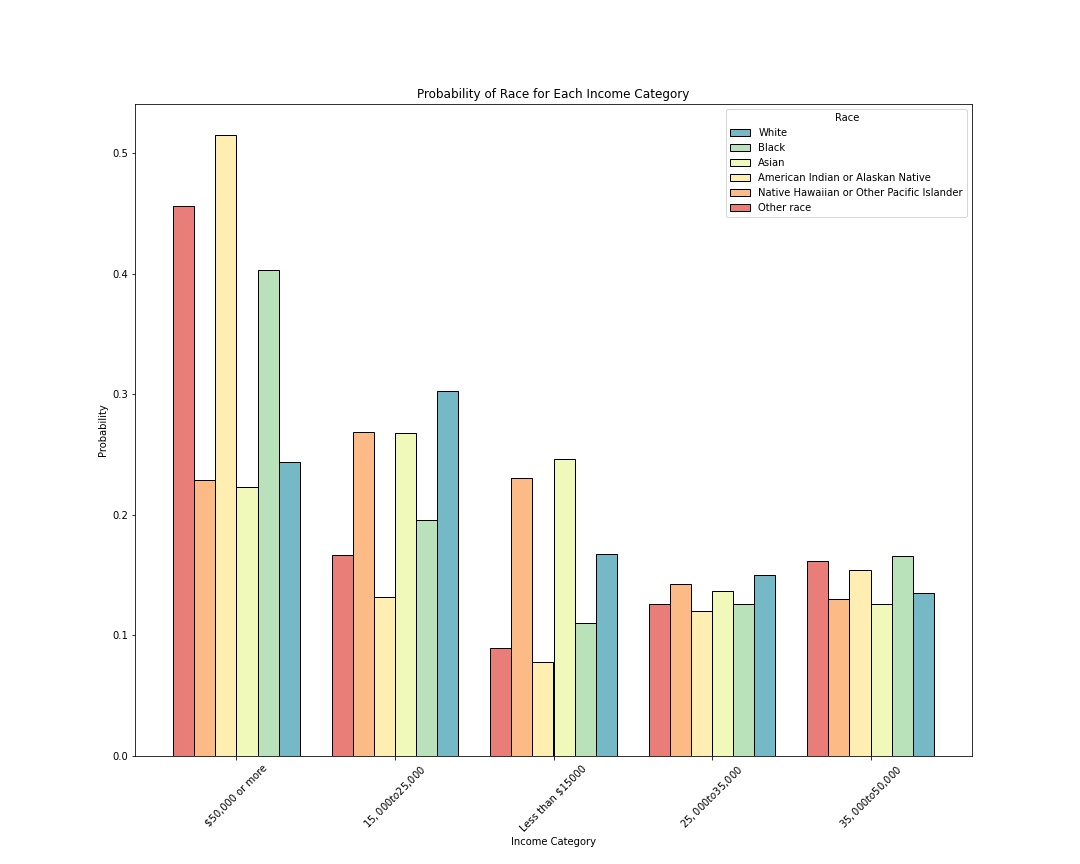 Probability of Race for Each Income Category
Race
White
Black
Asian
American Indian or Alaskan Native
Native Hawaiian or Other Pacific Islander
Other race
0.5
0.4
0.3
0.2
0.1
0.0
Probability
$50,000 or more
15,000to25,000
Less than $15000
25,000to35,000
35,000to50,000
Income Category